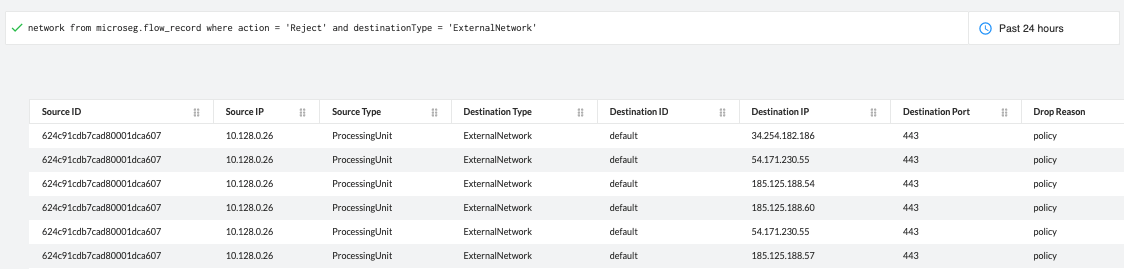 network from microseg.flow_record where action = 'Reject' and destinationType = 'ExternalNetwork' Past 24 hours
Source ID Source IP Source Type Destination Type Destination ID Destination IP Destination Port Drop Reason
624c91cdb7cad80001dca607 10.128.0.26 ProcessingUnit ExternalNetwork default 34.254.182.186 443 policy
624c91cdb7cad80001dca607 10.128.0.26 ProcessingUnit ExternalNetwork default 54.171.230.55 443 policy
624c91cdb7cad80001dca607 10.128.0.26 ProcessingUnit ExternalNetwork default 185.125.188.54 443 policy
624c91cdb7cad80001dca607 10.128.0.26 ProcessingUnit ExternalNetwork default 185.125.188.60 443 policy
624c91cdb7cad80001dca607 10.128.0.26 ProcessingUnit ExternalNetwork default 54.171.230.55 443 policy
624c91cdb7cad80001dca607 10.128.0.26 ProcessingUnit ExternalNetwork default 185.125.188.57 443 policy